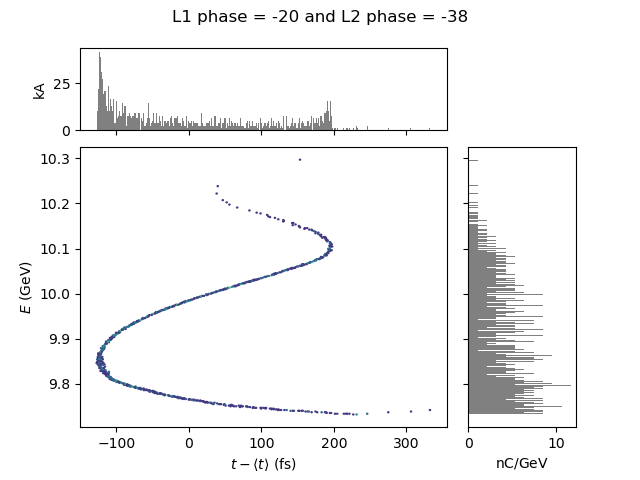 L1 phase = -20 and L2 phase = -38
kA
25
0
10.3
10.2
10.1
10.0
9.9
9.8
E (GeV)
−100 0 100 200 300
t − ⟨t⟩ (fs)
0 10
nC/GeV